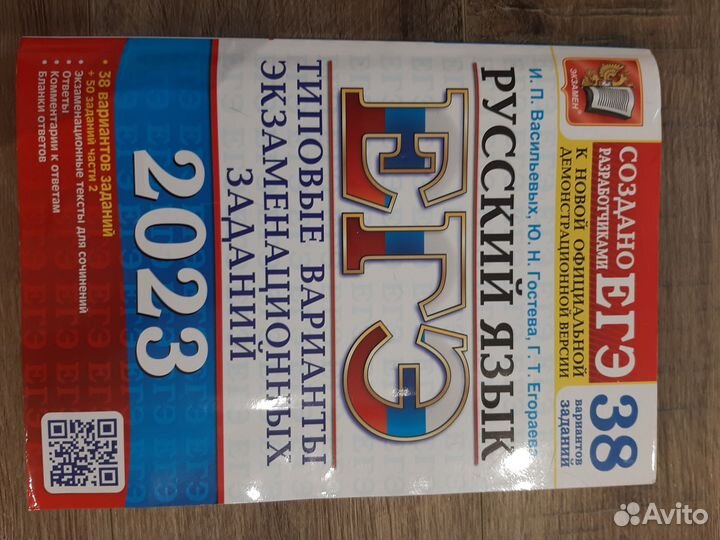 ЭКЗАМЕН
СОЗДАНО
РАЗРАБОТЧИКАМИ
ЕГЭ
К НОВОЙ ОФИЦИАЛЬНОЙ
ДЕМОНСТРАЦИОННОЙ ВЕРСИИ
38
вариантов
заданий
И. П. Васильевых, Ю. Н. Гостева, Г. Т. Егораева
РУССКИЙ ЯЗЫК
ЕГЭ
ТИПОВЫЕ ВАРИАНТЫ
ЭКЗАМЕНАЦИОННЫХ
ЗАДАНИЙ
2023
• 38 вариантов заданий
+ 50 заданий части 2
• Экзаменационные тексты для сочинений
• Ответы
• Комментарии к ответам
• Бланки ответов
Avito